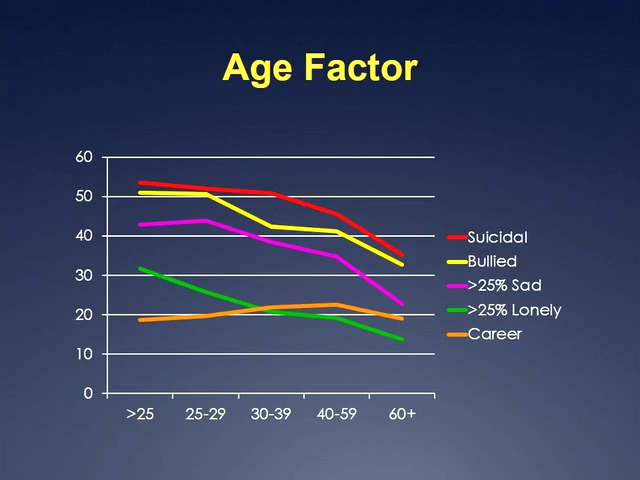 Age Factor
60
50
40
30
20
10
0
>25 25-29 30-39 40-59 60+
Suicidal
Bullied
>25% Sad
>25% Lonely
Career